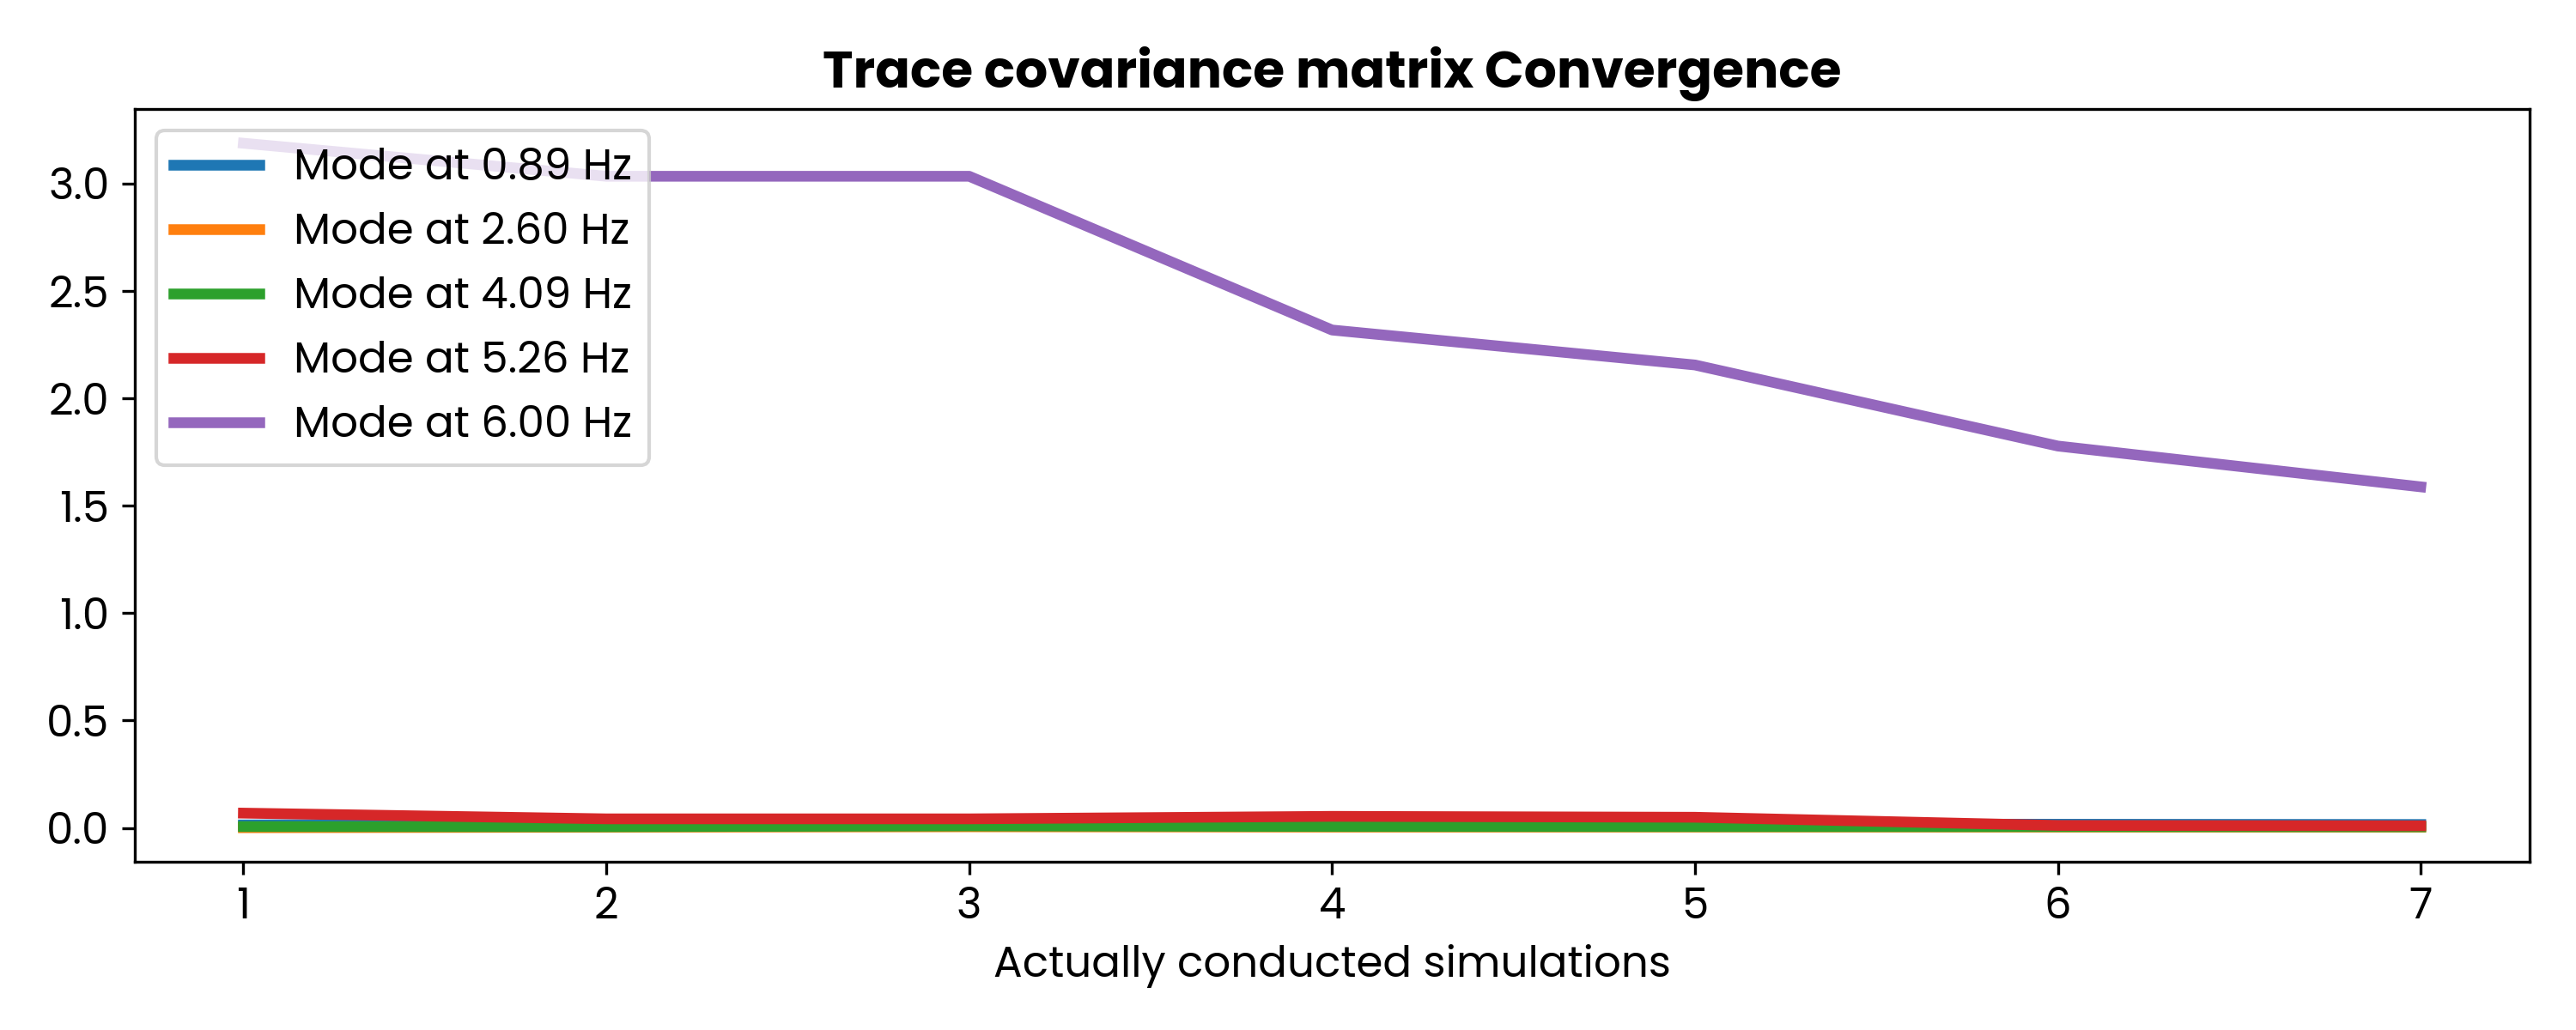 Trace covariance matrix Convergence
Mode at 0.89 Hz
Mode at 2.60 Hz
Mode at 4.09 Hz
Mode at 5.26 Hz
Mode at 6.00 Hz
3.0
2.5
2.0
1.5
1.0
0.5
0.0
1 2 3 4 5 6 7
Actually conducted simulations